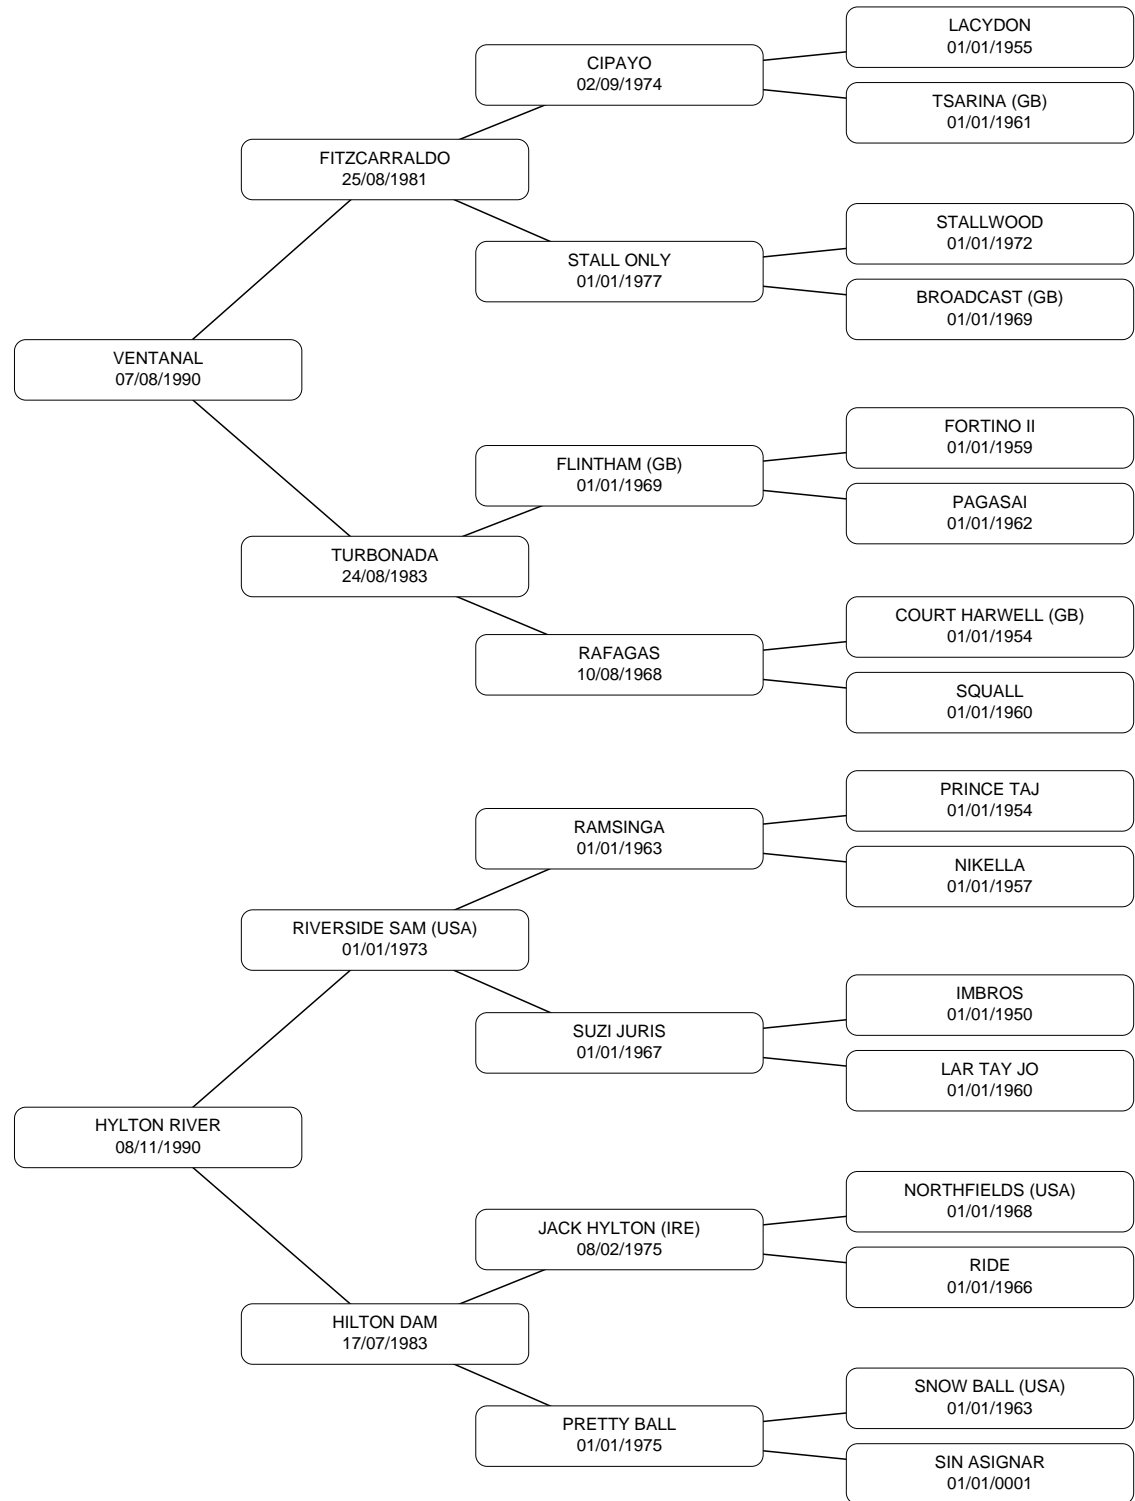 LACYDON
01/01/1955
CIPAYO
02/09/1974
TSARINA (GB)
01/01/1961
FITZCARRALDO
25/08/1981
STALLWOOD
01/01/1972
STALL ONLY
01/01/1977
BROADCAST (GB)
01/01/1969
VENTANAL
07/08/1990
FORTINO II
01/01/1959
FLINTHAM (GB)
01/01/1969
PAGASAI
01/01/1962
TURBONADA
24/08/1983
COURT HARWELL (GB)
01/01/1954
RAFAGAS
10/08/1968
SQUALL
01/01/1960
PRINCE TAJ
01/01/1954
RAMSINGA
01/01/1963
NIKELLA
01/01/1957
RIVERSIDE SAM (USA)
01/01/1973
IMBROS
01/01/1950
SUZI JURIS
01/01/1967
LAR TAY JO
01/01/1960
HYLTON RIVER
08/11/1990
NORTHFIELDS (USA)
01/01/1968
JACK HYLTON (IRE)
08/02/1975
RIDE
01/01/1966
HILTON DAM
17/07/1983
SNOW BALL (USA)
01/01/1963
PRETTY BALL
01/01/1975
SIN ASIGNAR
01/01/0001